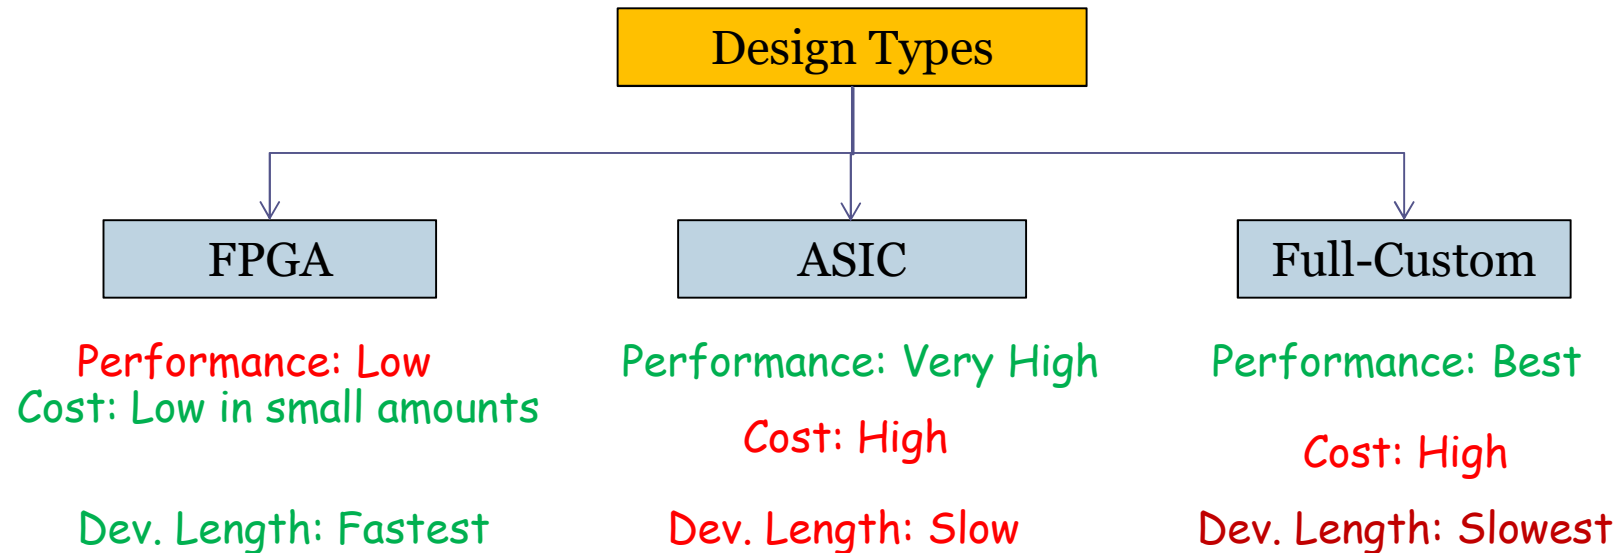 Design Types
FPGA
ASIC
Full-Custom
Performance: Low
Cost: Low in small amounts
Dev. Length: Fastest
Performance: Very High
Cost: High
Dev. Length: Slow
Performance: Best
Cost: High
Dev. Length: Slowest